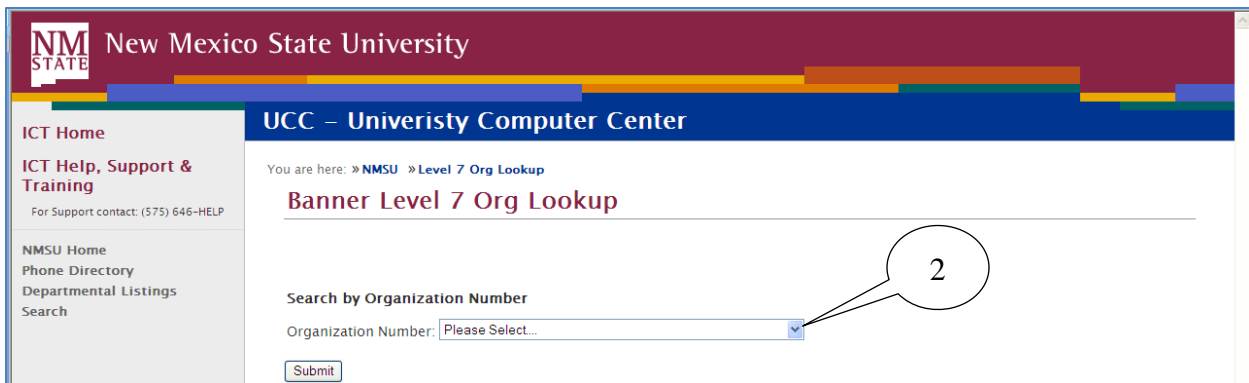 NM
STATE
New Mexico State University
ICT Home
ICT Help, Support &
Training
For Support contact: (575) 646-HELP
NMSU Home
Phone Directory
Departmental Listings
Search
UCC – Univeristy Computer Center
You are here: » NMSU » Level 7 Org Lookup
Banner Level 7 Org Lookup
2
Search by Organization Number
Organization Number: Please Select...
Submit